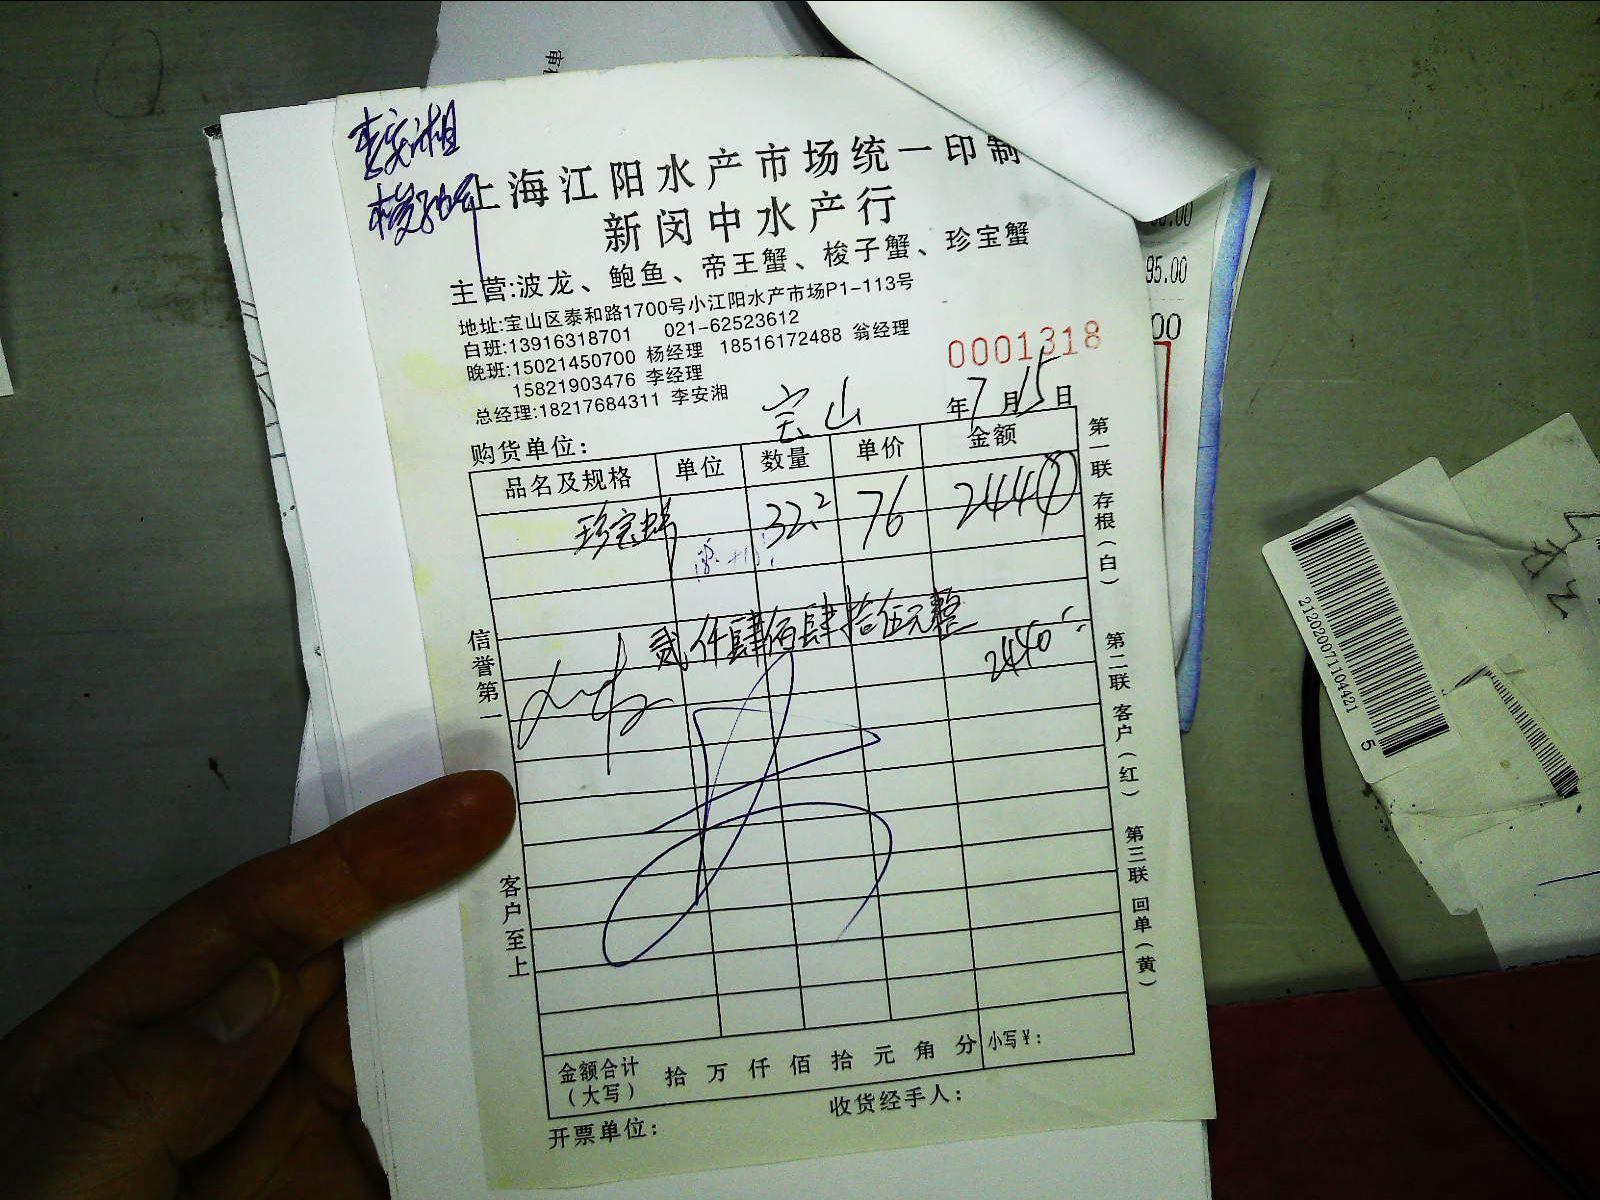 李安湘
上海江阳水产市场统一印制
新闵中水产行
主营:波龙、鲍鱼、帝王蟹、梭子蟹、珍宝蟹
地址:宝山区泰和路1700号小江阳水产市场P1-113号
白班:13916318701 021-62523612
晚班:15021450700 杨经理 18516172488 翁经理
15821903476 李经理
总经理:18217684311 李安湘
0001318
购货单位: 宝山 年7月15日
品名及规格 单位 数量 单价 金额
珍宝蟹 32.2 76 244
贰仟肆佰肆拾伍元整
2440
信誉第一
客户至上
第一联 存根(白)
第二联 客户(红)
第三联 回单(黄)
金额合计(大写) 拾 万 仟 佰 拾 元 角 分 小写¥:
开票单位: 收货经手人:
95.00
2120200711044215